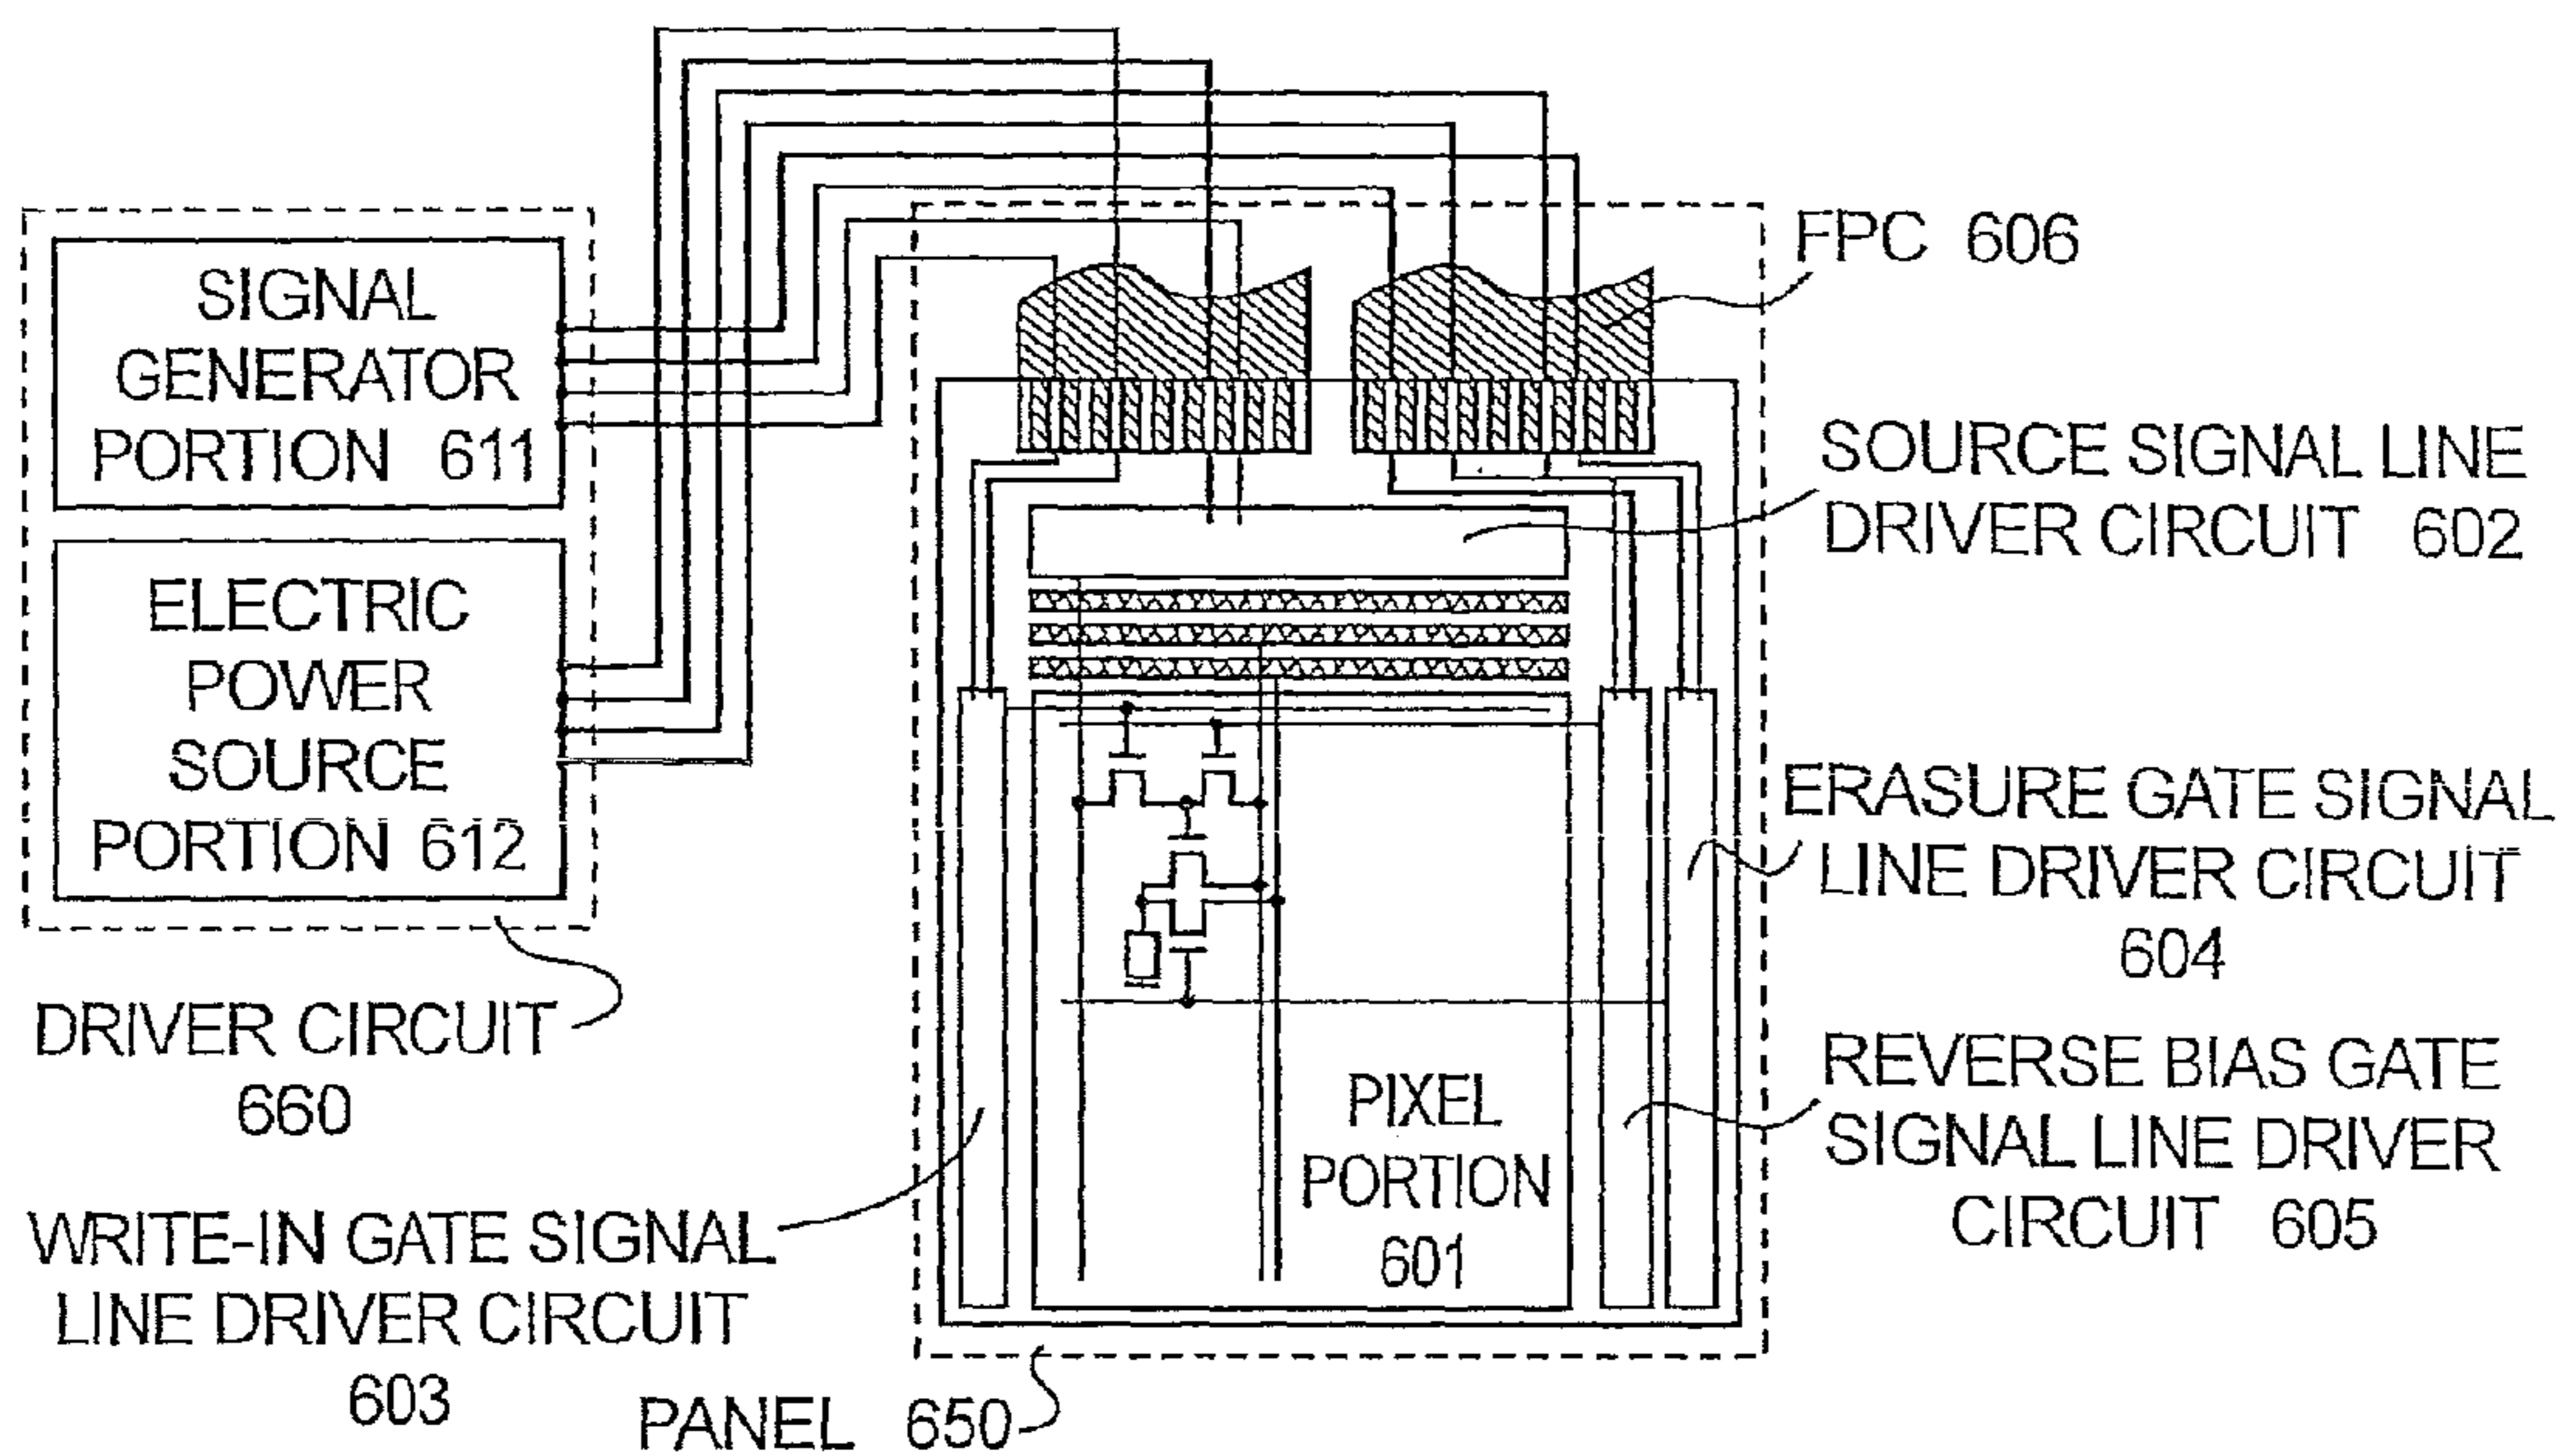 SIGNAL
GENERATOR
PORTION 611
ELECTRIC
POWER
SOURCE
PORTION 612
DRIVER CIRCUIT
660
WRITE-IN GATE SIGNAL
LINE DRIVER CIRCUIT
603
PANEL 650
PIXEL
PORTION
601
FPC 606
SOURCE SIGNAL LINE
DRIVER CIRCUIT 602
ERASURE GATE SIGNAL
LINE DRIVER CIRCUIT
604
REVERSE BIAS GATE
SIGNAL LINE DRIVER
CIRCUIT 605